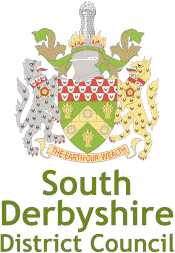 THE EARTH OUR WEALTH
South
Derbyshire
District Council